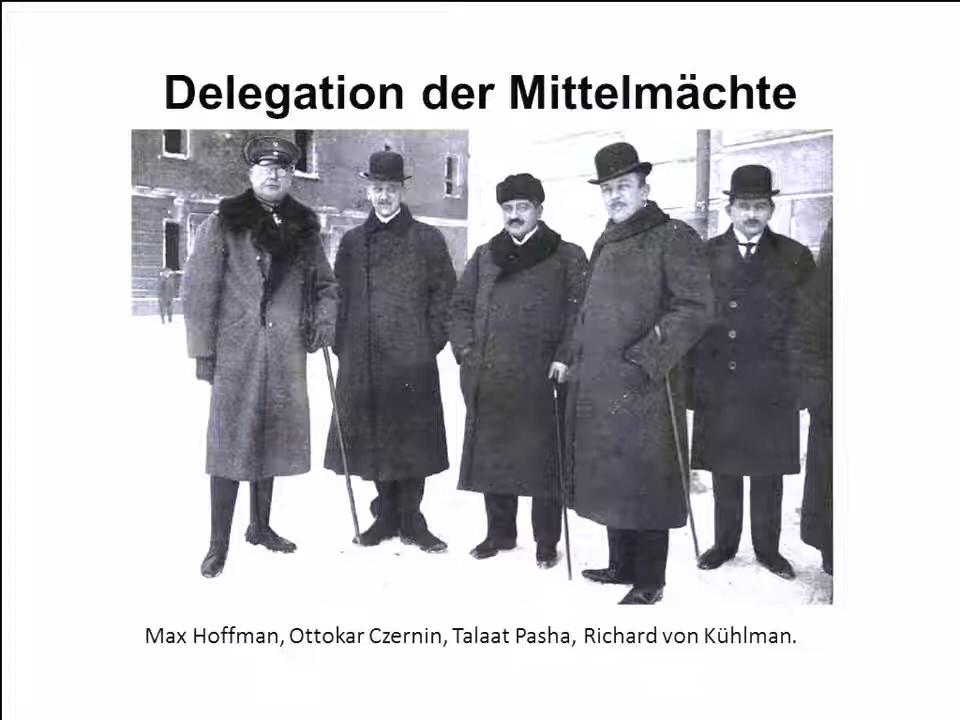 Delegation der Mittelmächte
Max Hoffman, Ottokar Czernin, Talaat Pasha, Richard von Kühlman.